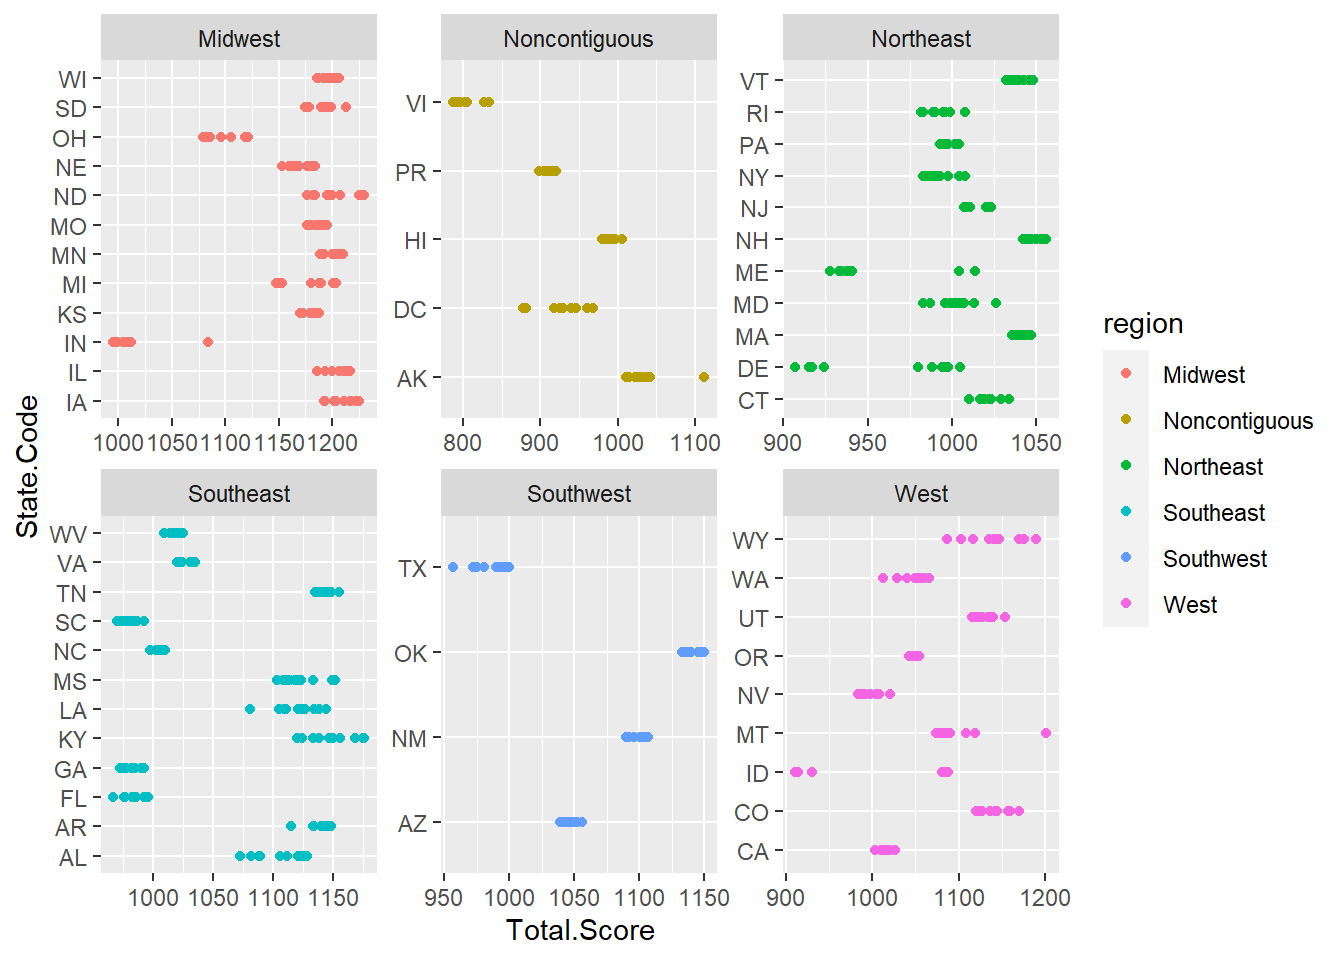 Midwest
Noncontiguous
Northeast
WI
SD
OH
NE
ND
MO
MN
MI
KS
IN
IL
IA
1000 1050 1100 1150 1200
VI
PR
HI
DC
AK
800 900 1000 1100
VT
RI
PA
NY
NJ
NH
ME
MD
MA
DE
CT
900 950 1000 1050
Southeast
Southwest
West
WV
VA
TN
SC
NC
MS
LA
KY
GA
FL
AR
AL
1000 1050 1100 1150
TX
OK
NM
AZ
950 1000 1050 1100 1150
WY
WA
UT
OR
NV
MT
ID
CO
CA
900 1000 1100 1200
State.Code
Total.Score
region
Midwest
Noncontiguous
Northeast
Southeast
Southwest
West